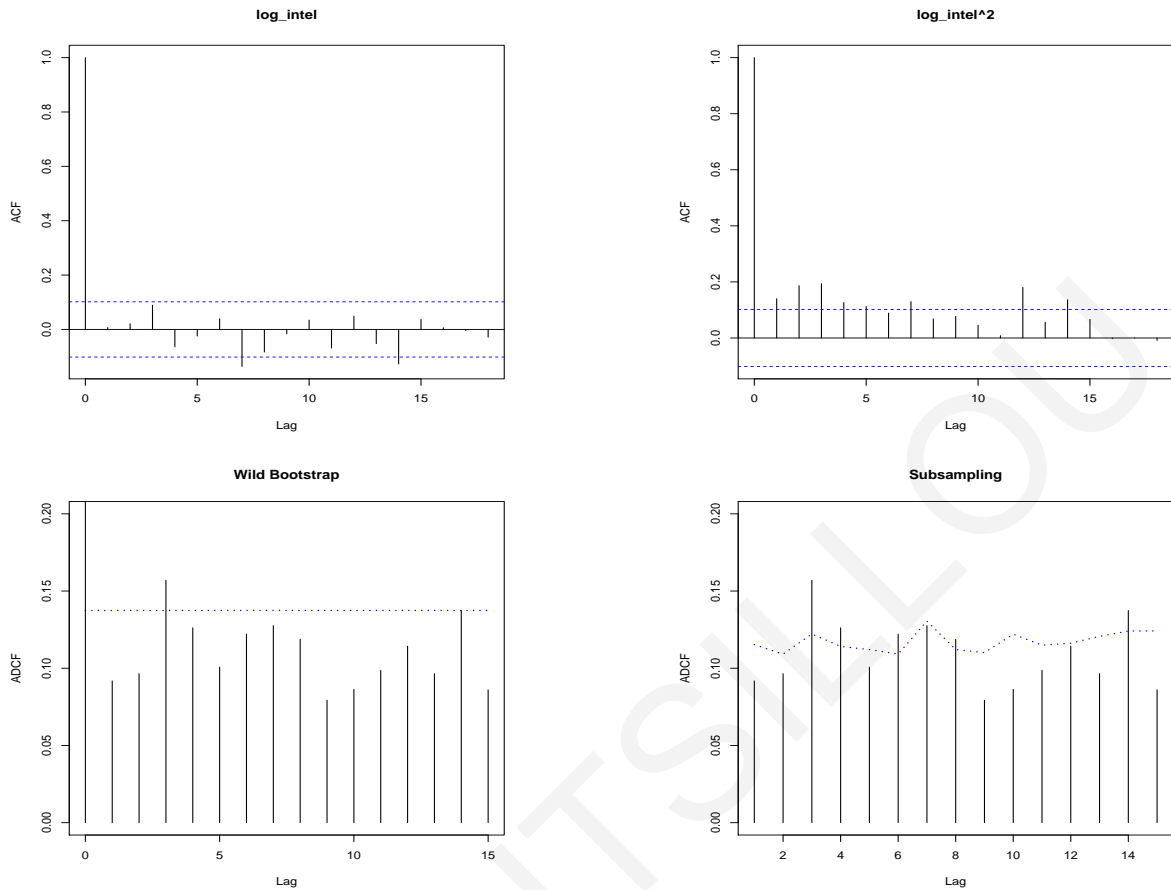 log_intel
ACF
0.0 0.2 0.4 0.6 0.8 1.0
0 5 10 15
Lag
log_intel^2
ACF
0.0 0.2 0.4 0.6 0.8 1.0
0 5 10 15
Lag
Wild Bootstrap
ADCF
0.00 0.05 0.10 0.15 0.20
0 5 10 15
Lag
Subsampling
ADCF
0.00 0.05 0.10 0.15 0.20
2 4 6 8 10 12 14
Lag
ITSILLOU